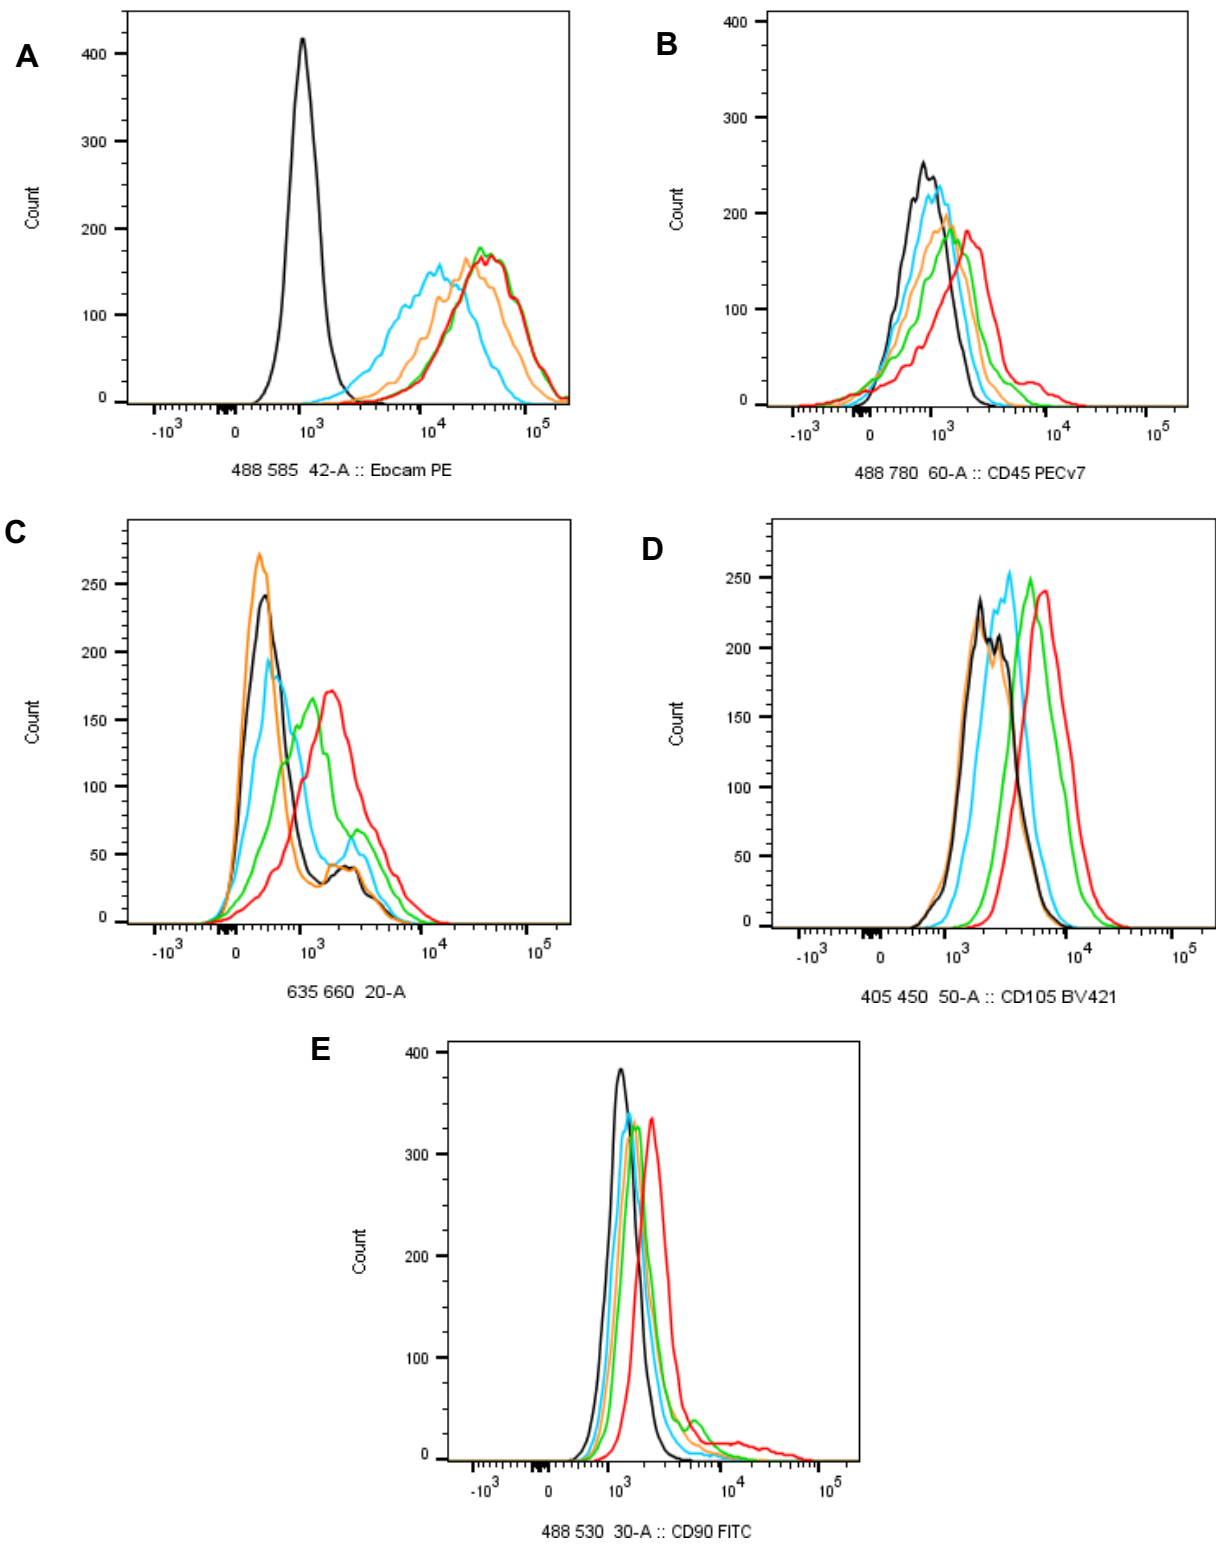 A
400
300
200
100
0
Count
-10³ 0 10³ 10⁴ 10⁵
488 585 42-A :: Epcam PE
B
400
300
200
100
0
Count
-10³ 0 10³ 10⁴ 10⁵
488 780 60-A :: CD45 PECy7
C
250
200
150
100
50
0
Count
-10³ 0 10³ 10⁴ 10⁵
635 660 20-A
D
250
200
150
100
50
0
Count
-10³ 0 10³ 10⁴ 10⁵
405 450 50-A :: CD105 BV421
E
400
300
200
100
0
Count
-10³ 0 10³ 10⁴ 10⁵
488 530 30-A :: CD90 FITC